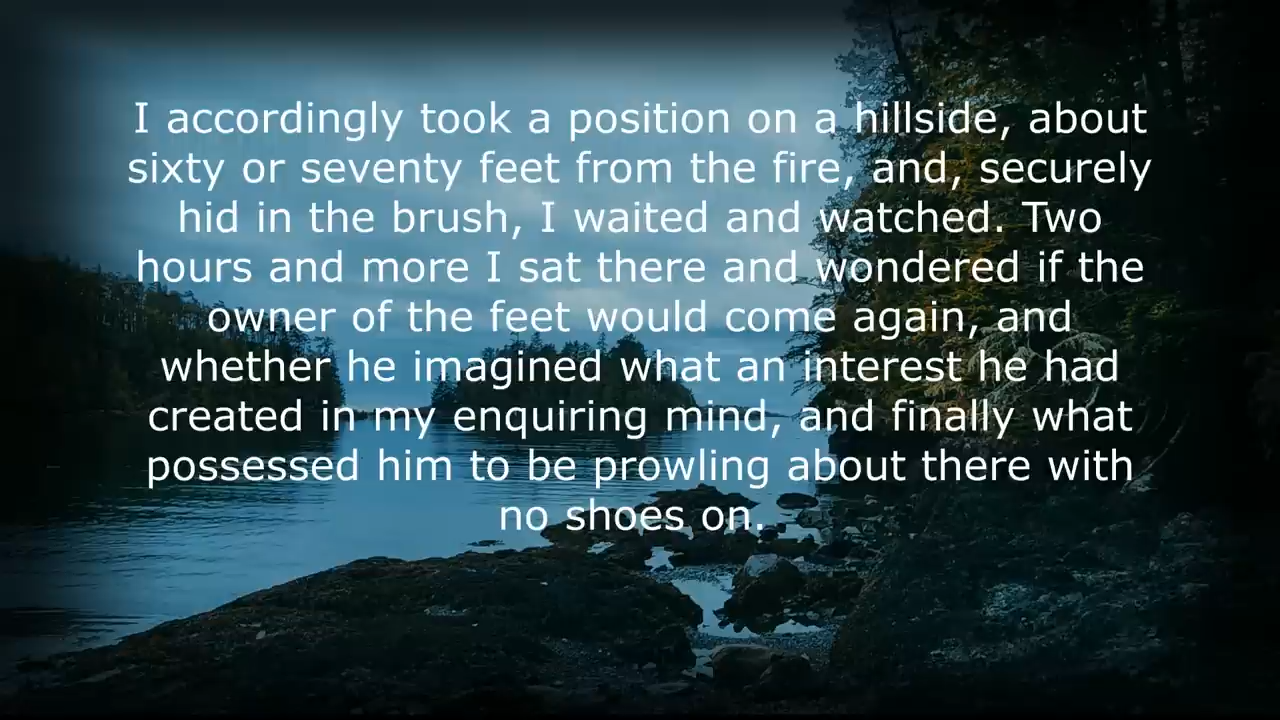 I accordingly took a position on a hillside, about
sixty or seventy feet from the fire, and, securely
hid in the brush, I waited and watched. Two
hours and more I sat there and wondered if the
owner of the feet would come again, and
whether he imagined what an interest he had
created in my enquiring mind, and finally what
possessed him to be prowling about there with
no shoes on.